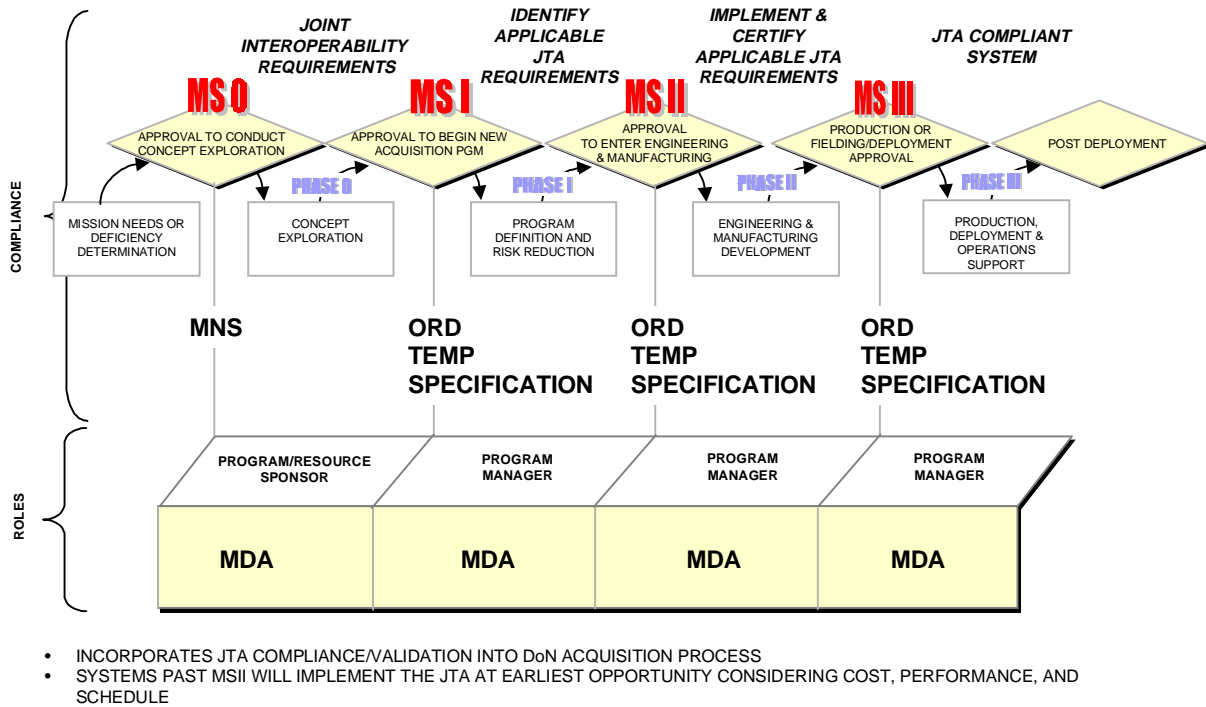 JOINT
INTEROPERABILITY
REQUIREMENTS
IDENTIFY
APPLICABLE
JTA
REQUIREMENTS
IMPLEMENT &
CERTIFY
APPLICABLE JTA
REQUIREMENTS
JTA COMPLIANT
SYSTEM
MS 0
MS I
MS II
MS III
APPROVAL TO CONDUCT
CONCEPT EXPLORATION
APPROVAL TO BEGIN NEW
ACQUISITION PGM
APPROVAL
TO ENTER ENGINEERING
& MANUFACTURING
PRODUCTION OR
FIELDING/DEPLOYMENT
APPROVAL
POST DEPLOYMENT
PHASE 0
PHASE I
PHASE II
PHASE III
COMPLIANCE
MISSION NEEDS OR
DEFICIENCY
DETERMINATION
CONCEPT
EXPLORATION
PROGRAM
DEFINITION AND
RISK REDUCTION
ENGINEERING &
MANUFACTURING
DEVELOPMENT
PRODUCTION,
DEPLOYMENT &
OPERATIONS
SUPPORT
MNS
ORD
TEMP
SPECIFICATION
ORD
TEMP
SPECIFICATION
ORD
TEMP
SPECIFICATION
ROLES
PROGRAM/RESOURCE
SPONSOR
PROGRAM
MANAGER
PROGRAM
MANAGER
PROGRAM
MANAGER
MDA
MDA
MDA
MDA
• INCORPORATES JTA COMPLIANCE/VALIDATION INTO DoN ACQUISITION PROCESS
• SYSTEMS PAST MSII WILL IMPLEMENT THE JTA AT EARLIEST OPPORTUNITY CONSIDERING COST, PERFORMANCE, AND
SCHEDULE